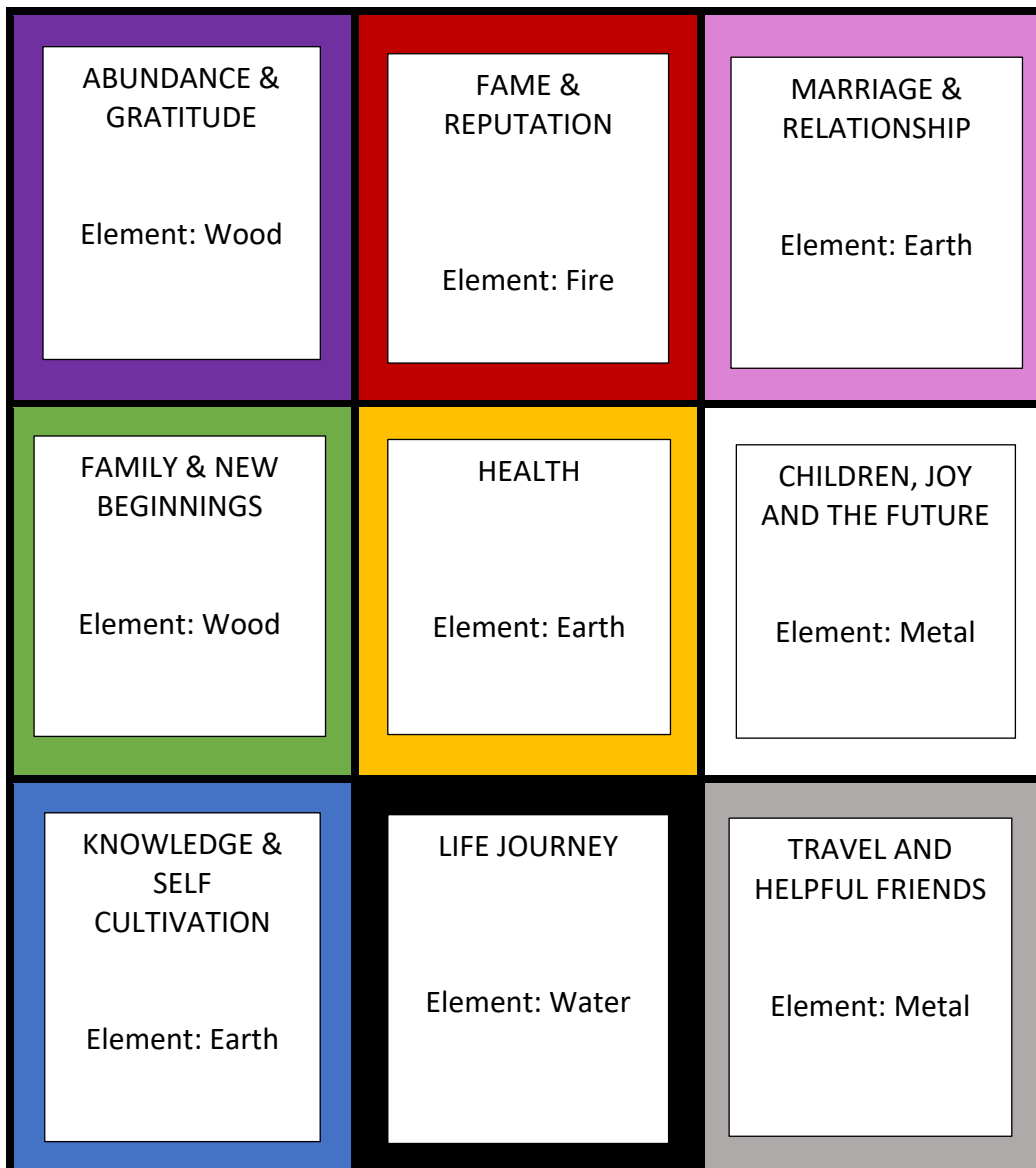 ABUNDANCE &
GRATITUDE
Element: Wood
FAME &
REPUTATION
Element: Fire
MARRIAGE &
RELATIONSHIP
Element: Earth
FAMILY & NEW
BEGINNINGS
Element: Wood
HEALTH
Element: Earth
CHILDREN, JOY
AND THE FUTURE
Element: Metal
KNOWLEDGE &
SELF
CULTIVATION
Element: Earth
LIFE JOURNEY
Element: Water
TRAVEL AND
HELPFUL FRIENDS
Element: Metal